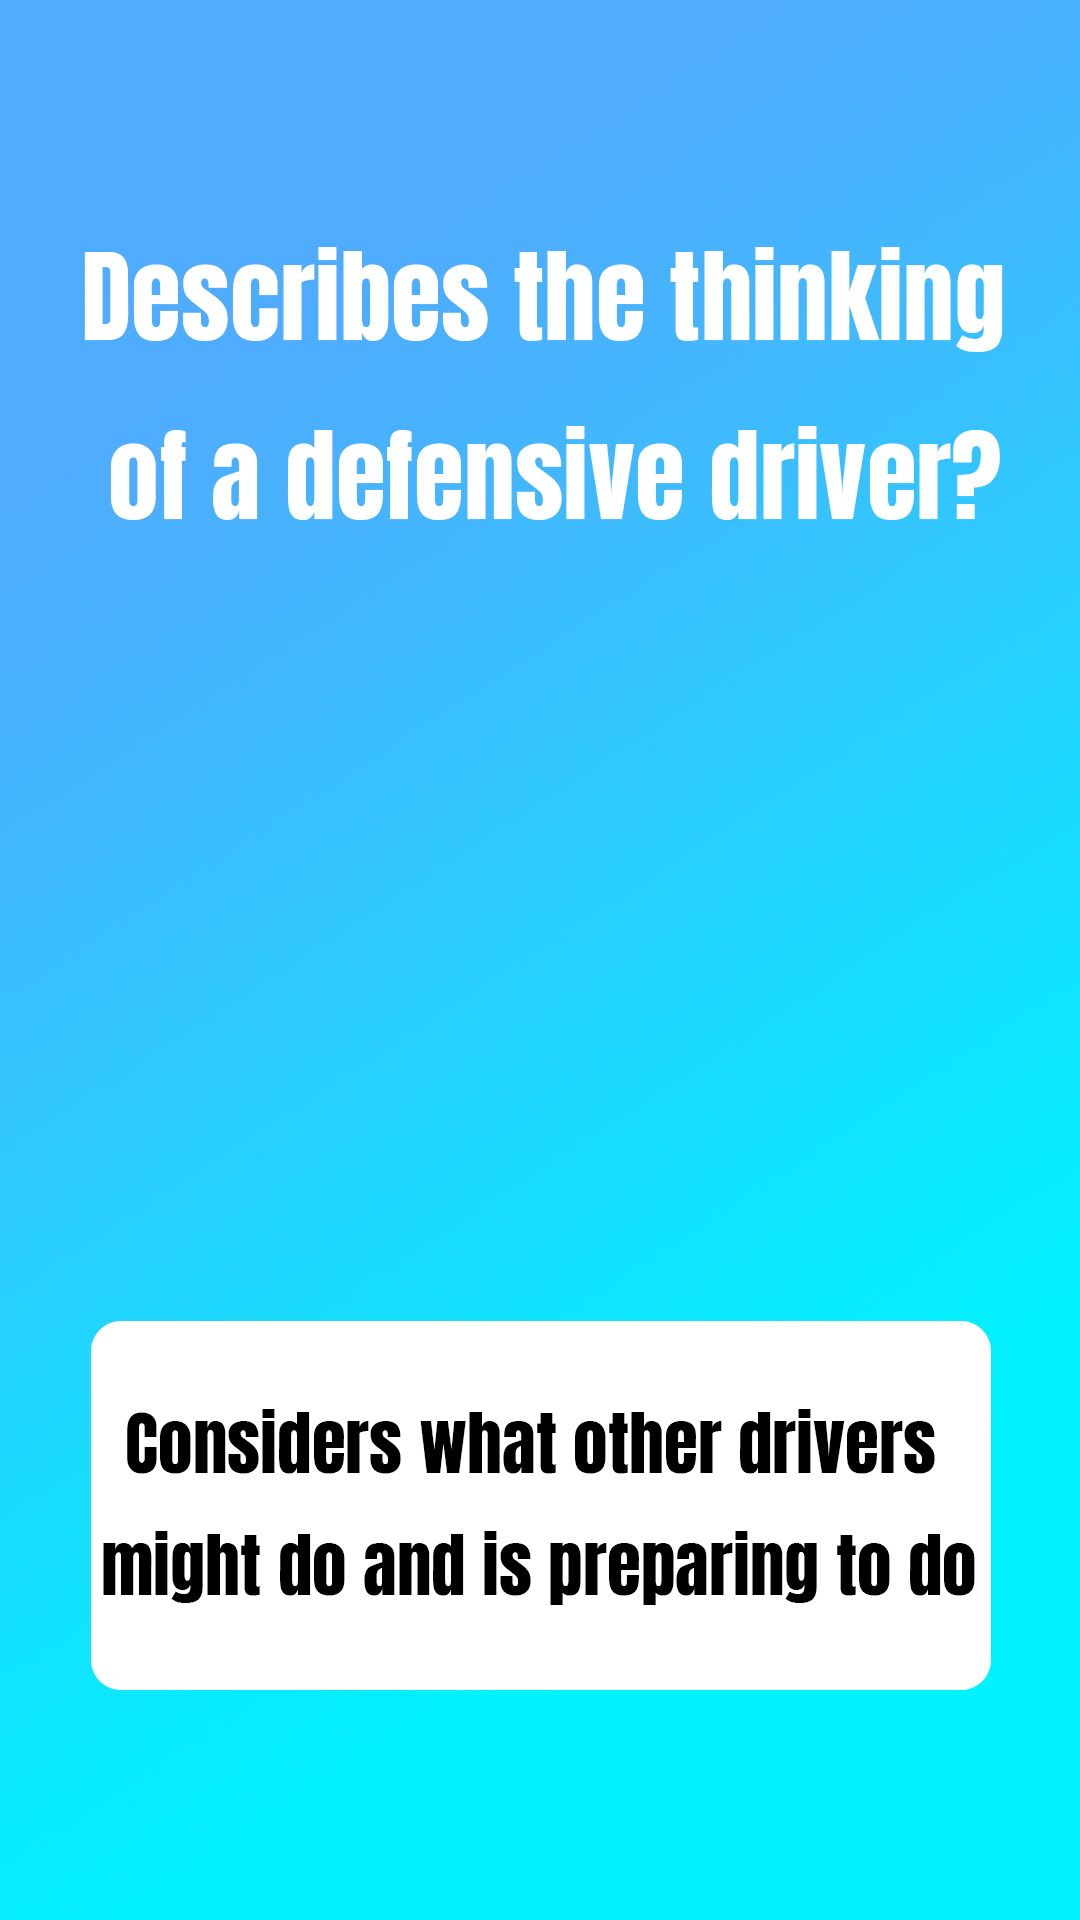 Describes the thinking
of a defensive driver?
Considers what other drivers
might do and is preparing to do